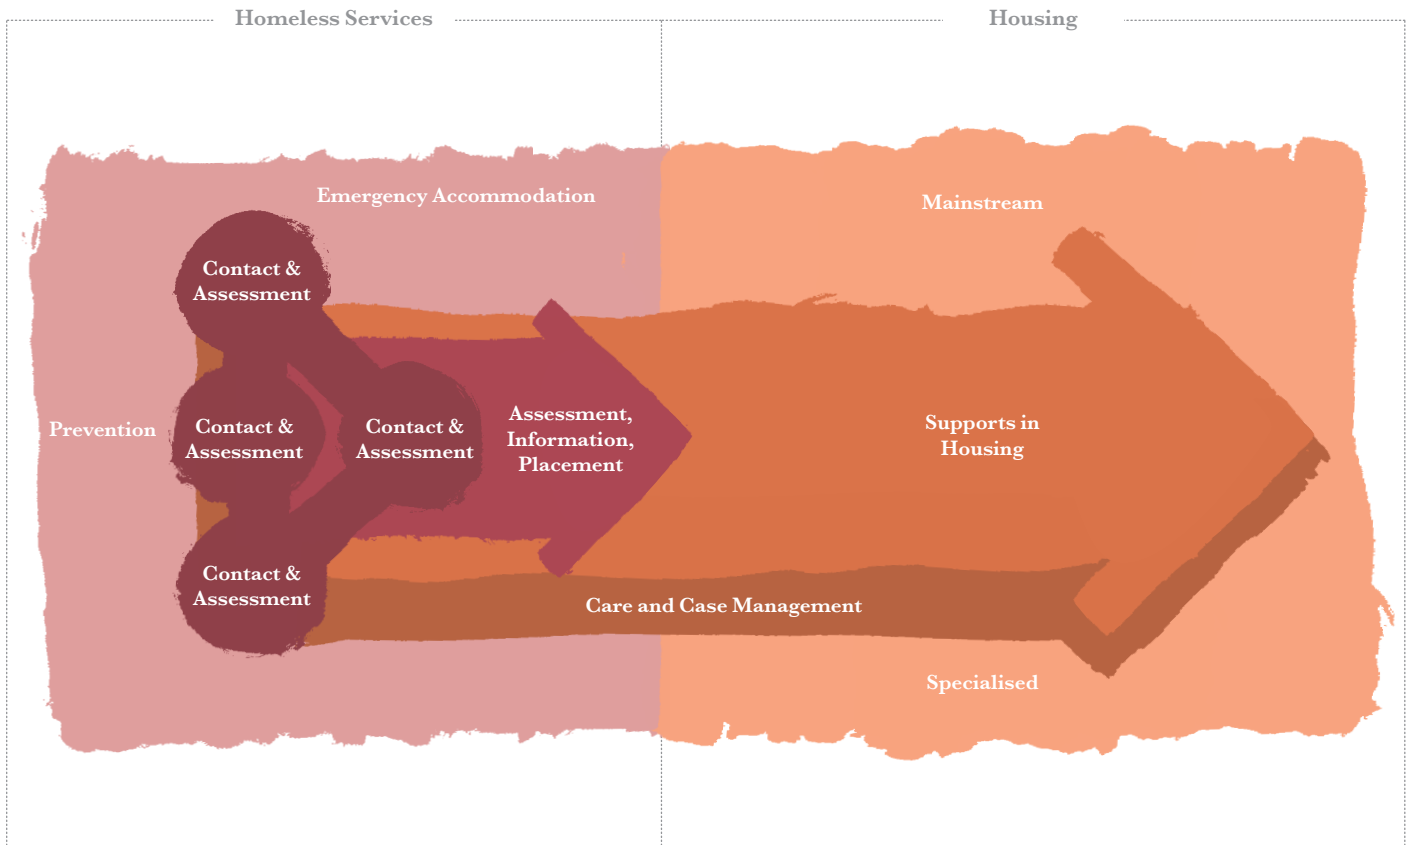 Homeless Services
Housing
Emergency Accommodation
Mainstream
Contact &
Assessment
Prevention
Contact &
Assessment
Contact &
Assessment
Assessment,
Information,
Placement
Supports in
Housing
Contact &
Assessment
Care and Case Management
Specialised